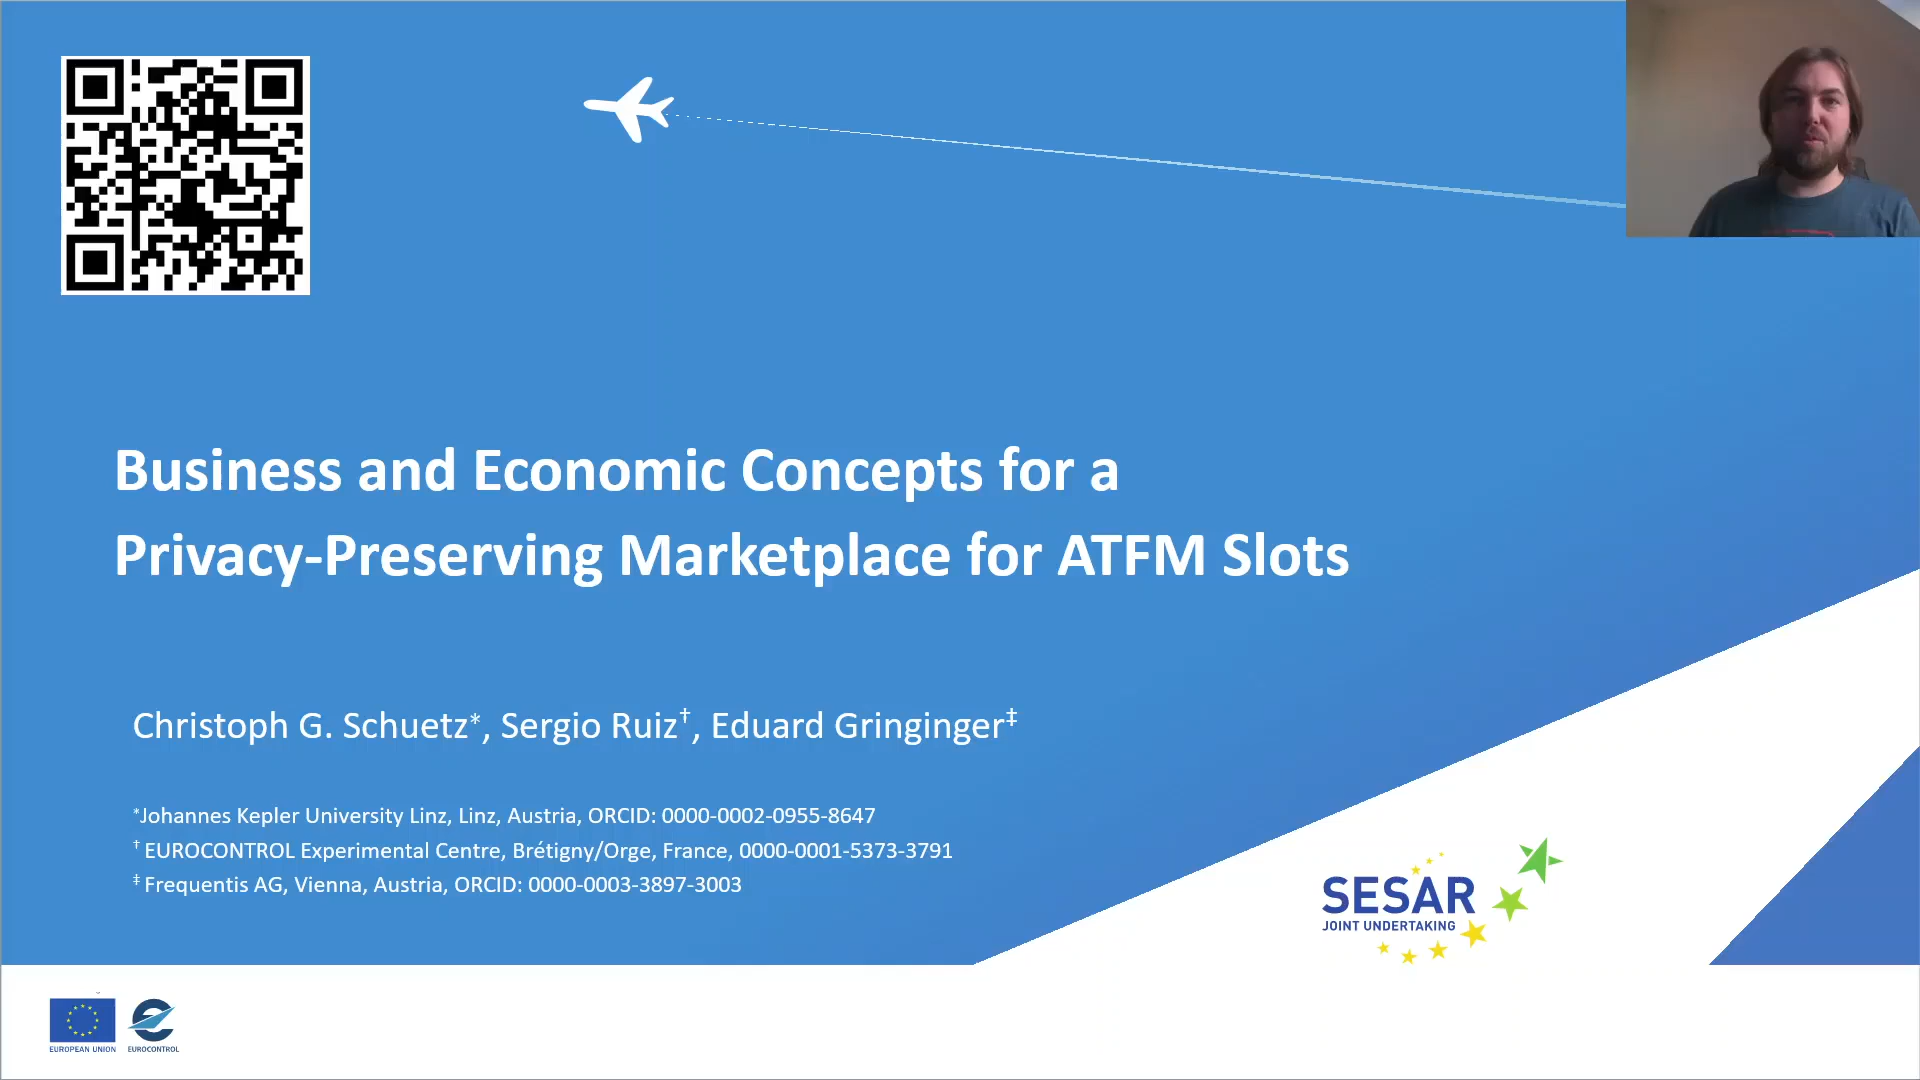 Business and Economic Concepts for a
Privacy-Preserving Marketplace for ATFM Slots
Christoph G. Schuetz*, Sergio Ruiz†, Eduard Gringinger‡
*Johannes Kepler University Linz, Linz, Austria, ORCID: 0000-0002-0955-8647
† EUROCONTROL Experimental Centre, Brétigny/Orge, France, 0000-0001-5373-3791
‡ Frequentis AG, Vienna, Austria, ORCID: 0000-0003-3897-3003
SESAR
JOINT UNDERTAKING
EUROPEAN UNION
EUROCONTROL